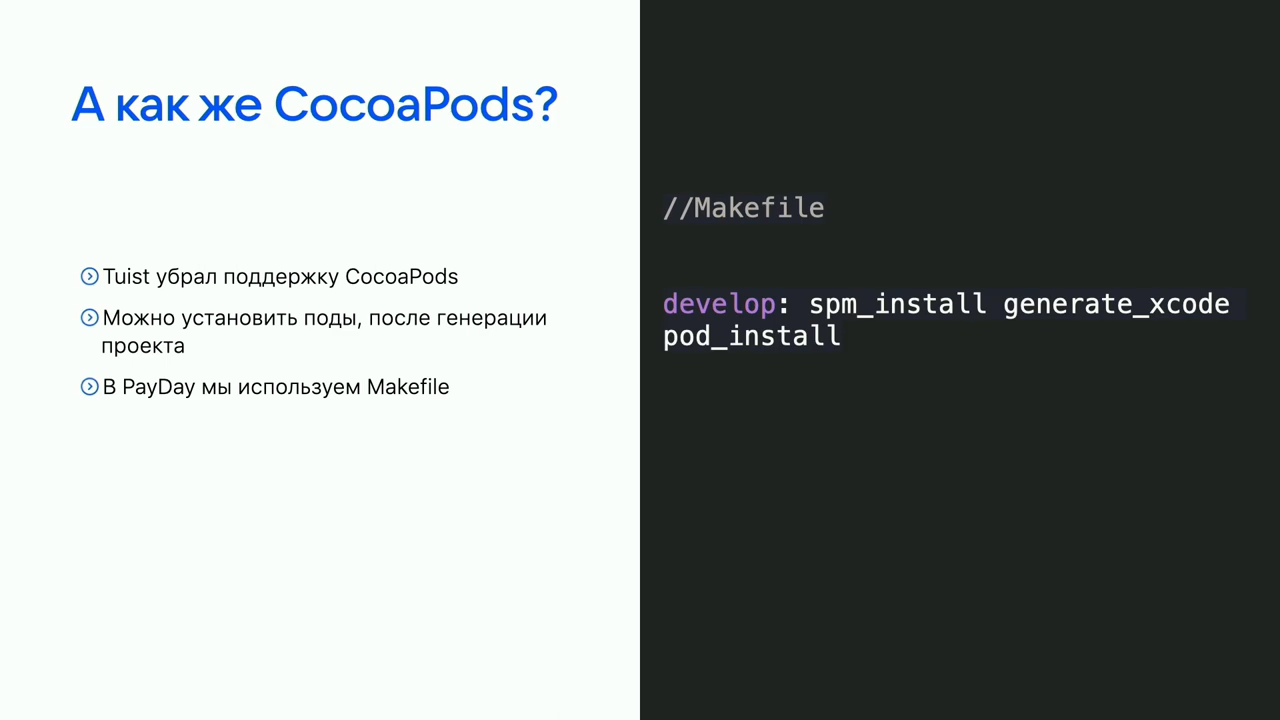 А как же CocoaPods?
Tuist убрал поддержку CocoaPods
Можно установить поды, после генерации
проекта
В PayDay мы используем Makefile
//Makefile
develop: spm_install generate_xcode
pod_install